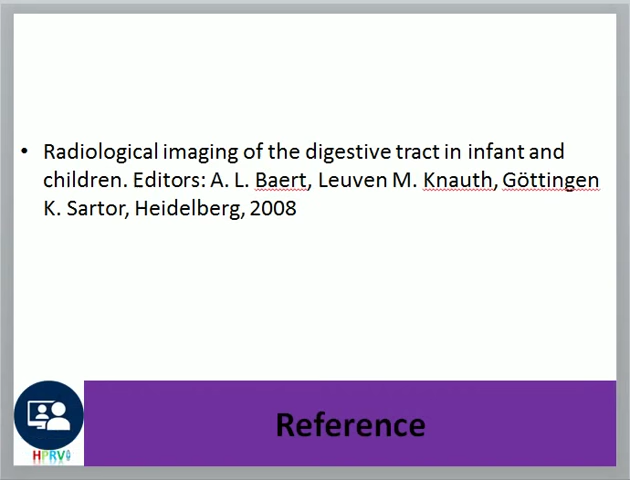 • Radiological imaging of the digestive tract in infant and
children. Editors: A. L. Baert, Leuven M. Knauth, Göttingen
K. Sartor, Heidelberg, 2008
Reference
HPRV